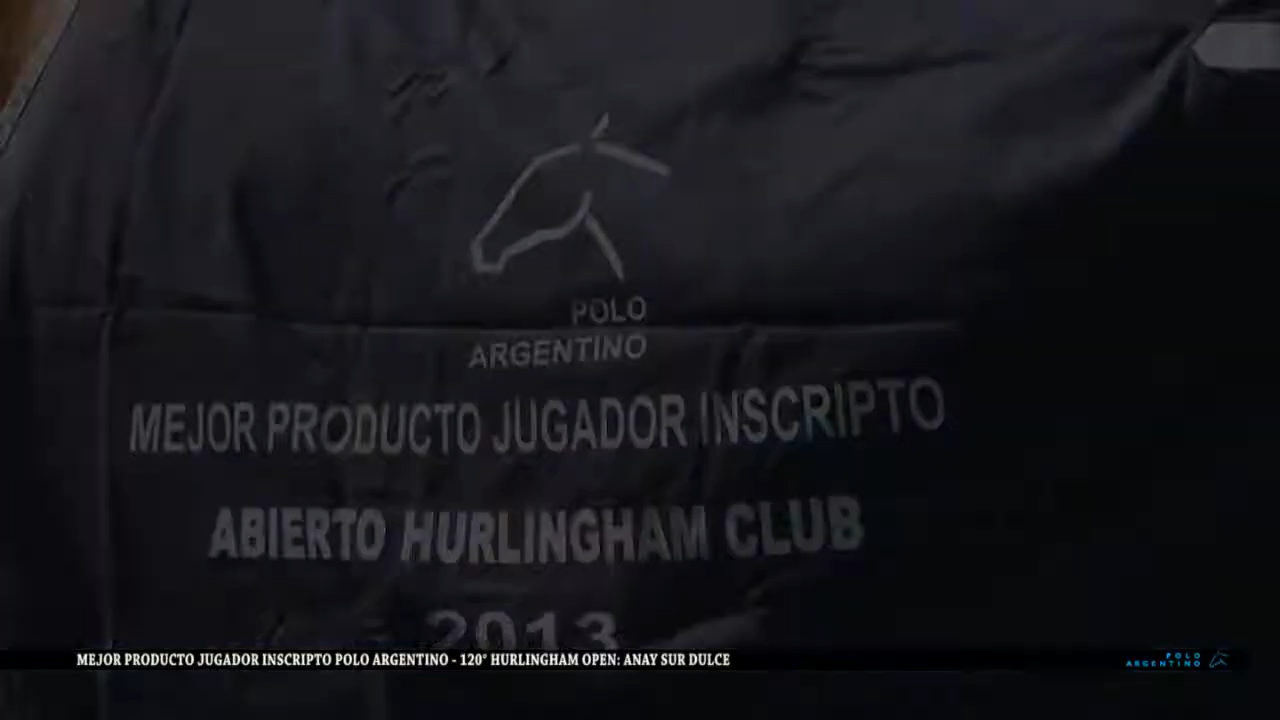 POLO
ARGENTINO
MEJOR PRODUCTO JUGADOR INSCRIPTO
ABIERTO HURLINGHAM CLUB
2013
MEJOR PRODUCTO JUGADOR INSCRIPTO POLO ARGENTINO - 120° HURLINGHAM OPEN: ANAY SUR DULCE
POLO
ARGENTINO